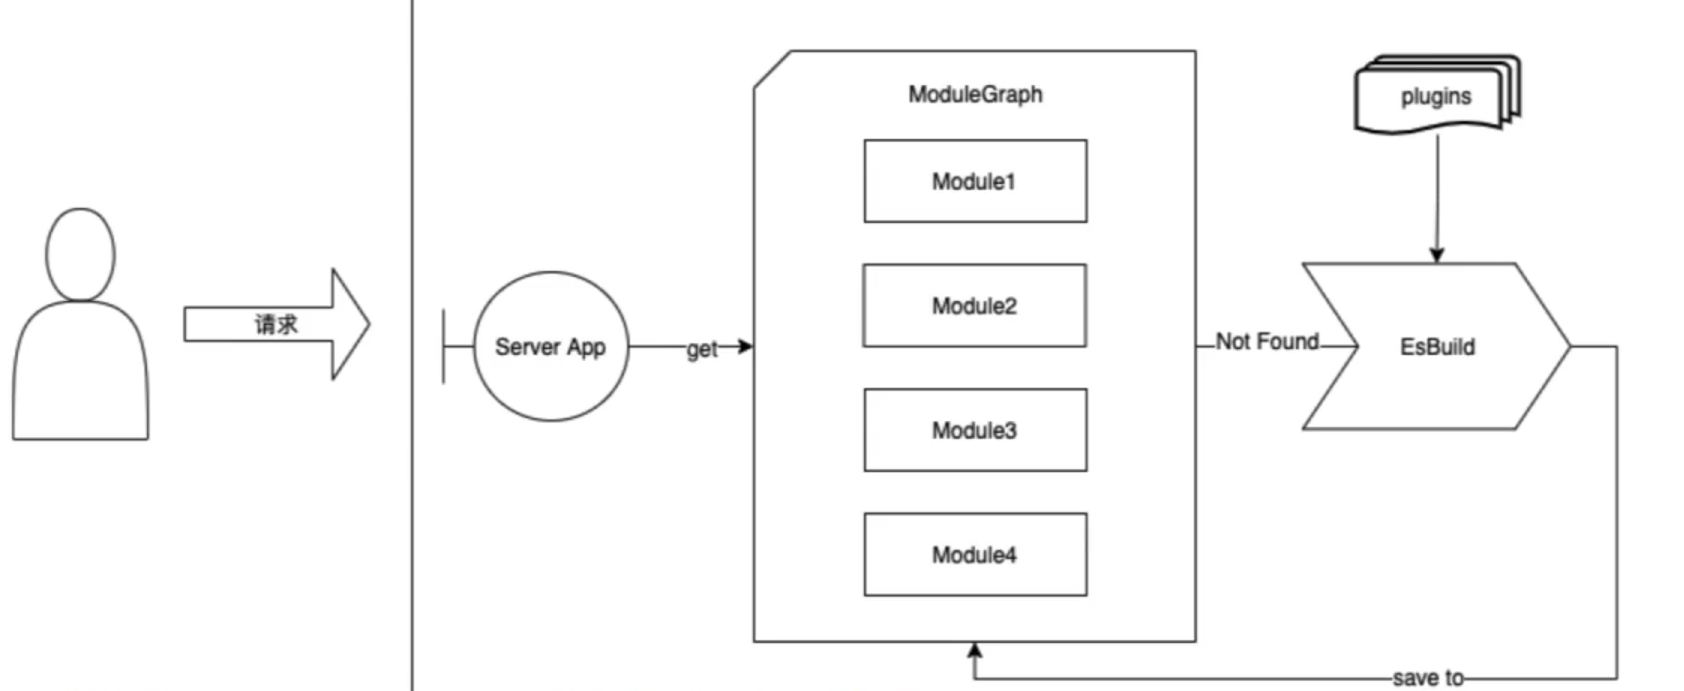 请求
Server App
get
ModuleGraph
Module1
Module2
Module3
Module4
Not Found
plugins
EsBuild
save to